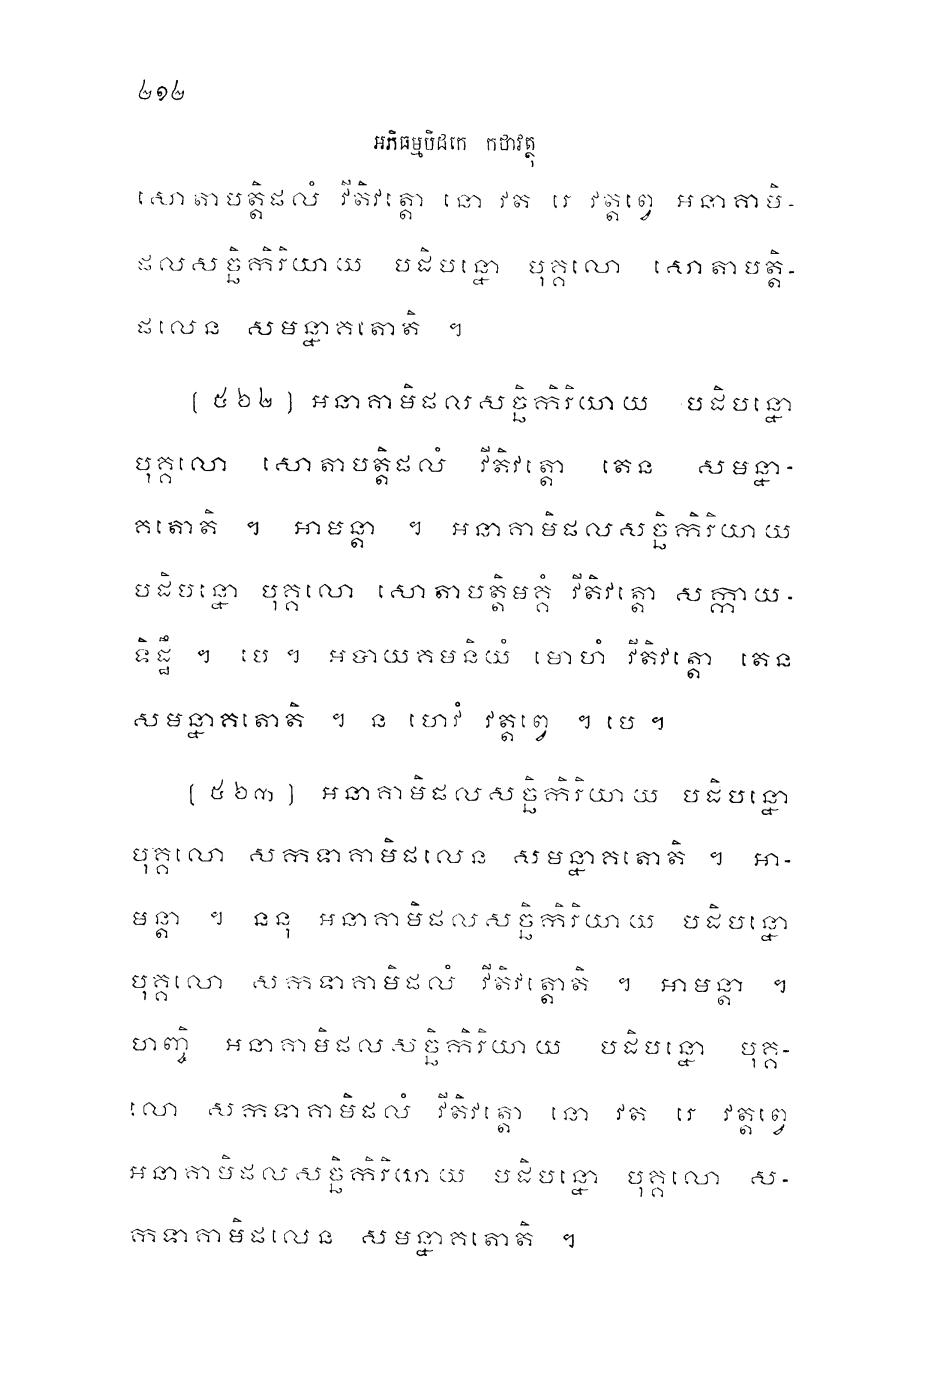 ២១២
អភិធម្មបិដកេ កថាវត្ថុ
សោតាបត្តិផលំ វីតិវត្តោ នោ វត រេ វត្តព្វេ អនាគាមិ-
ផលសច្ឆិកិរិយាយ បដិបន្នោ បុគ្គលោ សោតាបត្តិ-
ផលេន សមន្នាគតោតិ ។
[ ៥៦២ ] អនាគាមិផលសច្ឆិកិរិយាយ បដិបន្នោ
បុគ្គលោ សោតាបត្តិផលំ វីតិវត្តោ តេន សមន្នា-
គតោតិ ។ អាមន្តា ។ អនាគាមិផលសច្ឆិកិរិយាយ
បដិបន្នោ បុគ្គលោ សោតាបត្តិមគ្គំ វីតិវត្តោ សក្កាយ-
ទិដ្ឋឹ ។ បេ ។ អបាយគមនិយំ មោហំ វីតិវត្តោ តេន
សមន្នាគតោតិ ។ ន ហេវំ វត្តព្វេ ។ បេ ។
[ ៥៦៣ ] អនាគាមិផលសច្ឆិកិរិយាយ បដិបន្នោ
បុគ្គលោ សកទាគាមិផលេន សមន្នាគតោតិ ។ អា-
មន្តា ។ ននុ អនាគាមិផលសច្ឆិកិរិយាយ បដិបន្នោ
បុគ្គលោ សកទាគាមិផលំ វីតិវត្តោតិ ។ អាមន្តា ។
ហញ្ចិ អនាគាមិផលសច្ឆិកិរិយាយ បដិបន្នោ បុគ្គ-
លោ សកទាគាមិផលំ វីតិវត្តោ នោ វត រេ វត្តព្វេ
អនាគាមិផលសច្ឆិកិរិយាយ បដិបន្នោ បុគ្គលោ ស-
កទាគាមិផលេន សមន្នាគតោតិ ។